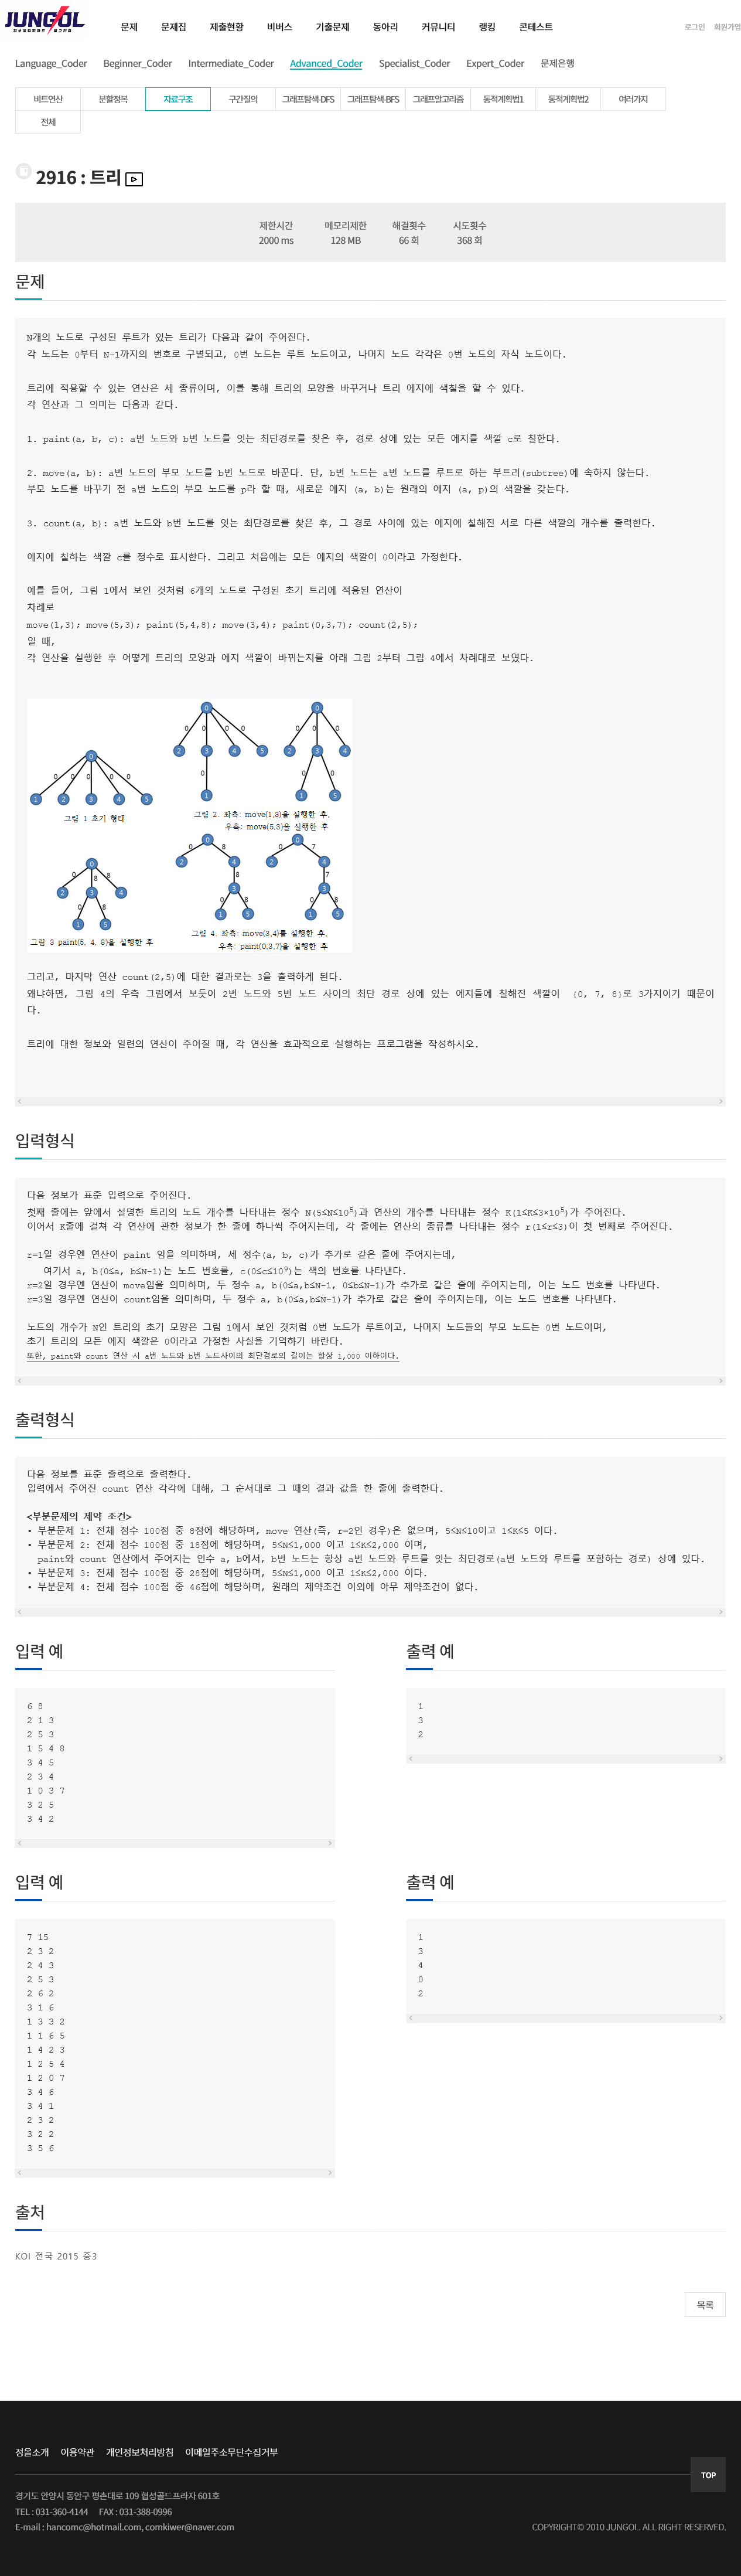 JUNGOL
정보올림피아드 & 알고리즘
문제 문제집 제출현황 비버스 기출문제 동아리 커뮤니티 랭킹 콘테스트
로그인 회원가입
Language_Coder Beginner_Coder Intermediate_Coder Advanced_Coder Specialist_Coder Expert_Coder 문제은행
비트연산 분할정복 자료구조 구간질의 그래프탐색-DFS 그래프탐색-BFS 그래프알고리즘 동적계획법1 동적계획법2 여러가지
전체
2916 : 트리
제한시간 메모리제한 해결횟수 시도횟수
2000 ms 128 MB 66 회 368 회
문제
N개의 노드로 구성된 루트가 있는 트리가 다음과 같이 주어진다.
각 노드는 0부터 N-1까지의 번호로 구별되고, 0번 노드는 루트 노드이고, 나머지 노드 각각은 0번 노드의 자식 노드이다.
트리에 적용할 수 있는 연산은 세 종류이며, 이를 통해 트리의 모양을 바꾸거나 트리 에지에 색칠을 할 수 있다.
각 연산과 그 의미는 다음과 같다.
1. paint(a, b, c): a번 노드와 b번 노드를 잇는 최단경로를 찾은 후, 경로 상에 있는 모든 에지를 색깔 c로 칠한다.
2. move(a, b): a번 노드의 부모 노드를 b번 노드로 바꾼다. 단, b번 노드는 a번 노드를 루트로 하는 부트리(subtree)에 속하지 않는다.
부모 노드를 바꾸기 전 a번 노드의 부모 노드를 p라 할 때, 새로운 에지 (a, b)는 원래의 에지 (a, p)의 색깔을 갖는다.
3. count(a, b): a번 노드와 b번 노드를 잇는 최단경로를 찾은 후, 그 경로 사이에 있는 에지에 칠해진 서로 다른 색깔의 개수를 출력한다.
에지에 칠하는 색깔 c를 정수로 표시한다. 그리고 처음에는 모든 에지의 색깔이 0이라고 가정한다.
예를 들어, 그림 1에서 보인 것처럼 6개의 노드로 구성된 초기 트리에 적용된 연산이
차례로
move(1,3); move(5,3); paint(5,4,8); move(3,4); paint(0,3,7); count(2,5);
일 때,
각 연산을 실행한 후 어떻게 트리의 모양과 에지 색깔이 바뀌는지를 아래 그림 2부터 그림 4에서 차례대로 보였다.
0
0 0 0 0
1 2 3 4 5
그림 1 초기 형태
0 0
0 0 0 0 0 0 0
2 3 4 5 2 3 4
0 0 0
1 1 5
그림 2. 좌측: move(1,3)을 실행한 후,
우측: move(5,3)을 실행한 후
0
0 8 8
2 3 4
0 8
1 5
그림 3 paint(5, 4, 8)을 실행한 후
0 0
0 8 0 7
2 4 2 4
8 7
3 3
0 8 0 8
1 5 1 5
그림 4. 좌측: move(3,4)를 실행한 후,
우측: paint(0,3,7)을 실행한 후
그리고, 마지막 연산 count(2,5)에 대한 결과로는 3을 출력하게 된다.
왜냐하면, 그림 4의 우측 그림에서 보듯이 2번 노드와 5번 노드 사이의 최단 경로 상에 있는 에지들에 칠해진 색깔이 {0, 7, 8}로 3가지이기 때문이
다.
트리에 대한 정보와 일련의 연산이 주어질 때, 각 연산을 효과적으로 실행하는 프로그램을 작성하시오.
입력형식
다음 정보가 표준 입력으로 주어진다.
첫째 줄에는 앞에서 설명한 트리의 노드 개수를 나타내는 정수 N(5≤N≤10⁵)과 연산의 개수를 나타내는 정수 K(1≤K≤3×10⁵)가 주어진다.
이어서 K줄에 걸쳐 각 연산에 관한 정보가 한 줄에 하나씩 주어지는데, 각 줄에는 연산의 종류를 나타내는 정수 r(1≤r≤3)이 첫 번째로 주어진다.
r=1일 경우엔 연산이 paint 임을 의미하며, 세 정수(a, b, c)가 추가로 같은 줄에 주어지는데,
여기서 a, b(0≤a, b≤N-1)는 노드 번호를, c(0≤c≤10⁹)는 색의 번호를 나타낸다.
r=2일 경우엔 연산이 move임을 의미하며, 두 정수 a, b(0≤a,b≤N-1, 0≤b≤N-1)가 추가로 같은 줄에 주어지는데, 이는 노드 번호를 나타낸다.
r=3일 경우엔 연산이 count임을 의미하며, 두 정수 a, b(0≤a,b≤N-1)가 추가로 같은 줄에 주어지는데, 이는 노드 번호를 나타낸다.
노드의 개수가 N인 트리의 초기 모양은 그림 1에서 보인 것처럼 0번 노드가 루트이고, 나머지 노드들의 부모 노드는 0번 노드이며,
초기 트리의 모든 에지 색깔은 0이라고 가정한 사실을 기억하기 바란다.
또한, paint와 count 연산 시 a번 노드와 b번 노드사이의 최단경로의 길이는 항상 1,000 이하이다.
출력형식
다음 정보를 표준 출력으로 출력한다.
입력에서 주어진 count 연산 각각에 대해, 그 순서대로 그 때의 결과 값을 한 줄에 출력한다.
<부분문제의 제약 조건>
• 부분문제 1: 전체 점수 100점 중 8점에 해당하며, move 연산(즉, r=2인 경우)은 없으며, 5≤N≤10이고 1≤K≤5 이다.
• 부분문제 2: 전체 점수 100점 중 18점에 해당하며, 5≤N≤1,000 이고 1≤K≤2,000 이며,
paint와 count 연산에서 주어지는 인수 a, b에서, b번 노드는 항상 a번 노드와 루트를 잇는 최단경로(a번 노드와 루트를 포함하는 경로) 상에 있다.
• 부분문제 3: 전체 점수 100점 중 28점에 해당하며, 5≤N≤1,000 이고 1≤K≤2,000 이다.
• 부분문제 4: 전체 점수 100점 중 46점에 해당하며, 원래의 제약조건 이외에 아무 제약조건이 없다.
입력 예
6 8
2 1 3
2 5 3
1 5 4 8
3 4 5
2 3 4
1 0 3 7
3 2 5
3 4 2
출력 예
1
3
2
입력 예
7 15
2 3 2
2 4 3
2 5 3
2 6 2
3 1 6
1 3 3 2
1 1 6 5
1 4 2 3
1 2 5 4
1 2 0 7
3 4 6
3 4 1
2 3 2
3 2 2
3 5 6
출력 예
1
3
4
0
2
출처
KOI 전국 2015 중3
목록
정올소개 이용약관 개인정보처리방침 이메일주소무단수집거부
TOP
경기도 안양시 동안구 평촌대로 109 협성골드프라자 601호
TEL : 031-360-4144 FAX : 031-388-0996
E-mail : hancomc@hotmail.com, comkiwer@naver.com
COPYRIGHT© 2010 JUNGOL. ALL RIGHT RESERVED.